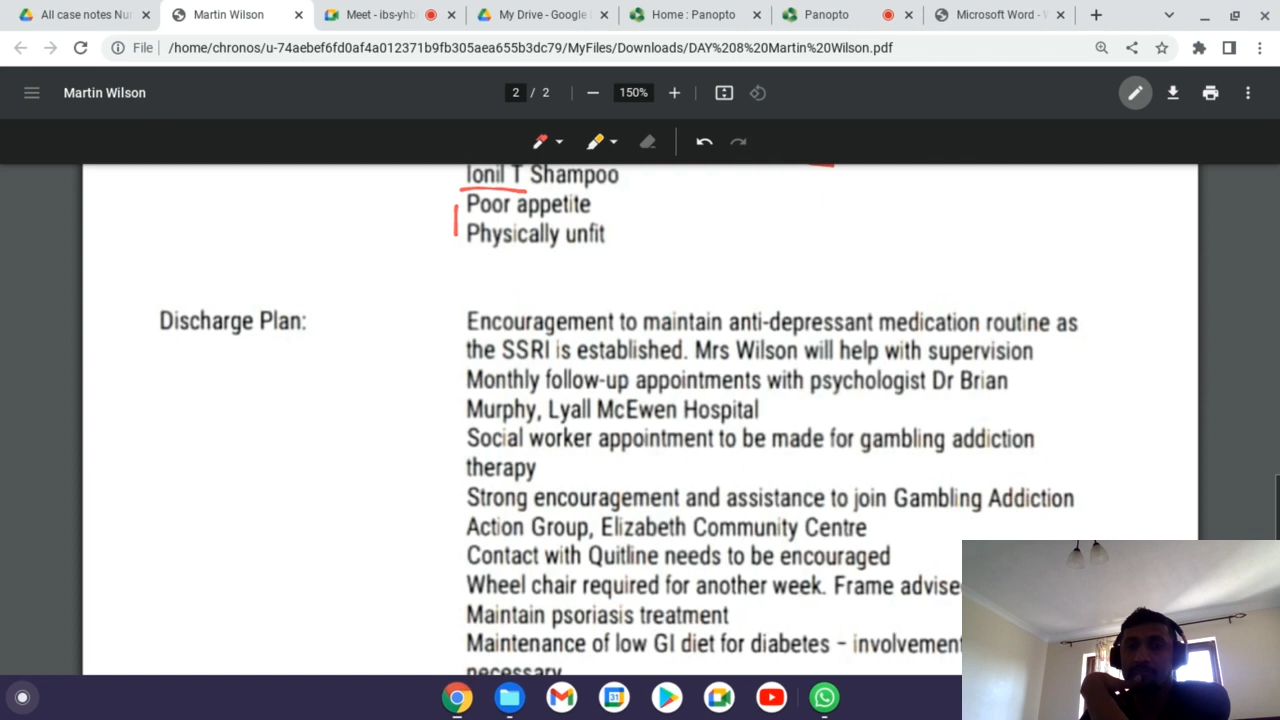 All case notes Nur
Martin Wilson
Meet - ibs-yhb
My Drive - Google
Home : Panopto
Panopto
Microsoft Word -
File
/home/chronos/u-74aebef6fd0af4a012371b9fb305aea655b3dc79/MyFiles/Downloads/DAY%208%20Martin%20Wilson.pdf
Martin Wilson
2 / 2
150%
Ionil T Shampoo
Poor appetite
Physically unfit
Discharge Plan:
Encouragement to maintain anti-depressant medication routine as
the SSRI is established. Mrs Wilson will help with supervision
Monthly follow-up appointments with psychologist Dr Brian
Murphy, Lyall McEwen Hospital
Social worker appointment to be made for gambling addiction
therapy
Strong encouragement and assistance to join Gambling Addiction
Action Group, Elizabeth Community Centre
Contact with Quitline needs to be encouraged
Wheel chair required for another week. Frame advise
Maintain psoriasis treatment
Maintenance of low GI diet for diabetes – involvement
necessary
31